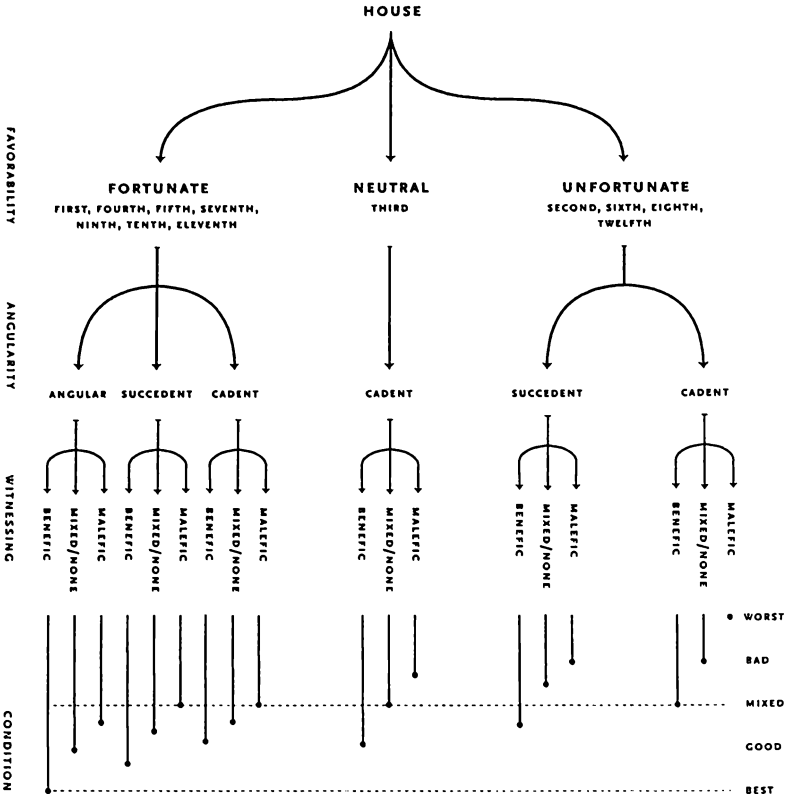 HOUSE
FAVORABILITY
FORTUNATE
FIRST, FOURTH, FIFTH, SEVENTH,
NINTH, TENTH, ELEVENTH
NEUTRAL
THIRD
UNFORTUNATE
SECOND, SIXTH, EIGHTH,
TWELFTH
ANGULARITY
ANGULAR
SUCCEDENT
CADENT
CADENT
SUCCEDENT
CADENT
WITNESSING
BENEFIC
MIXED/NONE
MALEFIC
BENEFIC
MIXED/NONE
MALEFIC
BENEFIC
MIXED/NONE
MALEFIC
BENEFIC
MIXED/NONE
MALEFIC
BENEFIC
MIXED/NONE
MALEFIC
BENEFIC
MIXED/NONE
MALEFIC
CONDITION
WORST
BAD
MIXED
GOOD
BEST